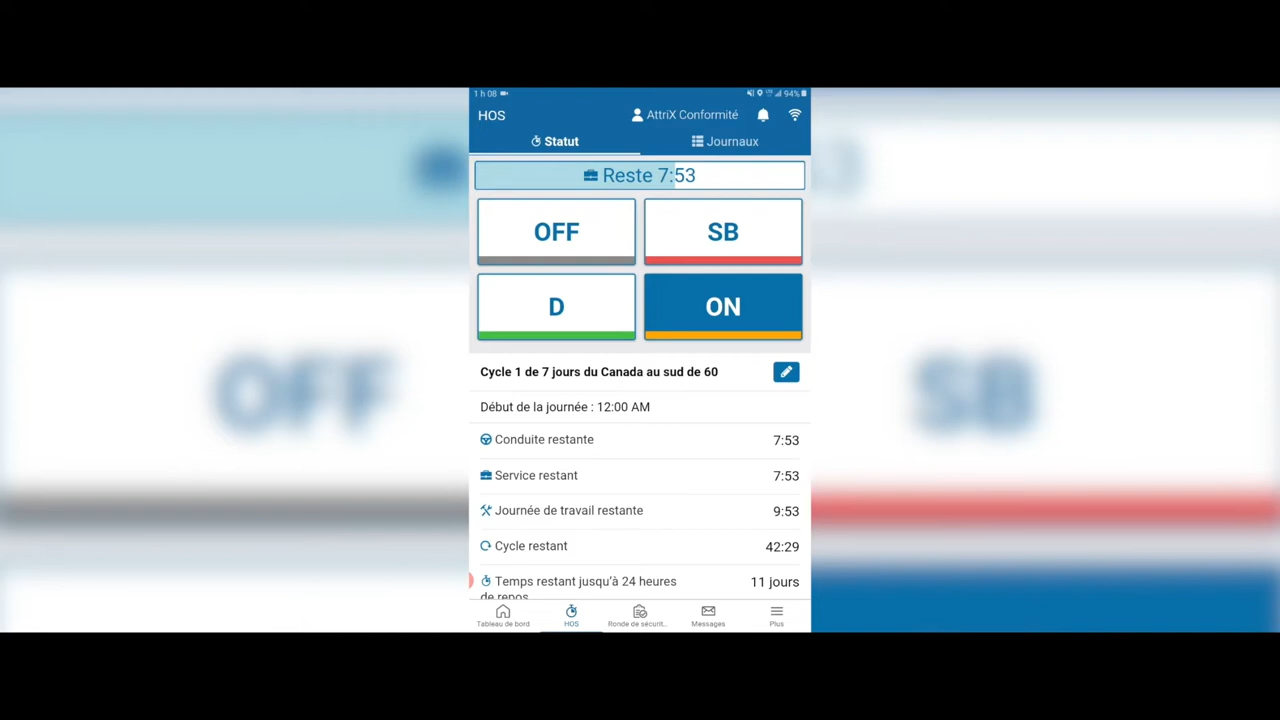 1 h 08
94%
HOS
AttriX Conformité
Statut
Journaux
Reste 7:53
OFF
SB
D
ON
Cycle 1 de 7 jours du Canada au sud de 60
Début de la journée : 12:00 AM
Conduite restante 7:53
Service restant 7:53
Journée de travail restante 9:53
Cycle restant 42:29
Temps restant jusqu'à 24 heures 11 jours
de repos
Tableau de bord
HOS
Ronde de sécurit...
Messages
Plus